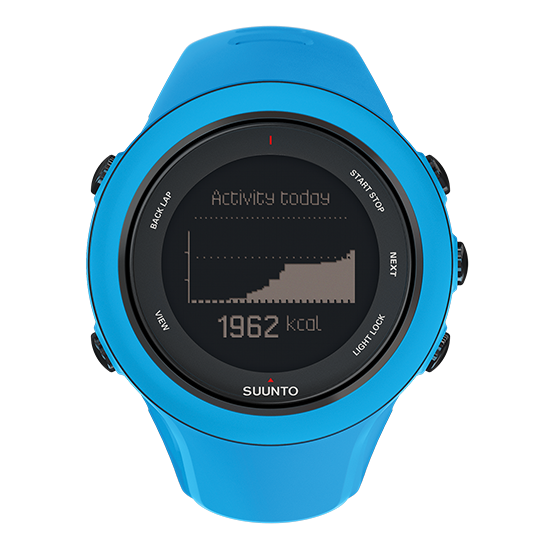 Activity today
START STOP
BACK LAP
NEXT
1962 kcal
VIEW
LIGHT LOCK
SUUNTO